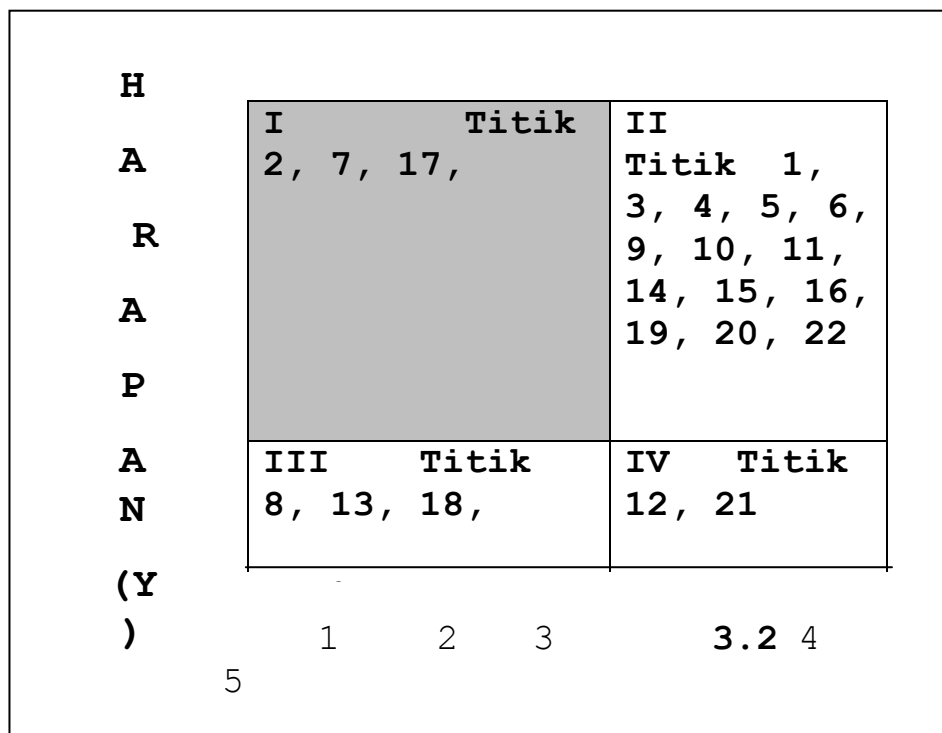 H
A
R
A
P
A
N
(Y
)
I Titik
2, 7, 17,
II
Titik 1,
3, 4, 5, 6,
9, 10, 11,
14, 15, 16,
19, 20, 22
III Titik
8, 13, 18,
IV Titik
12, 21
1 2 3 3.2 4
5